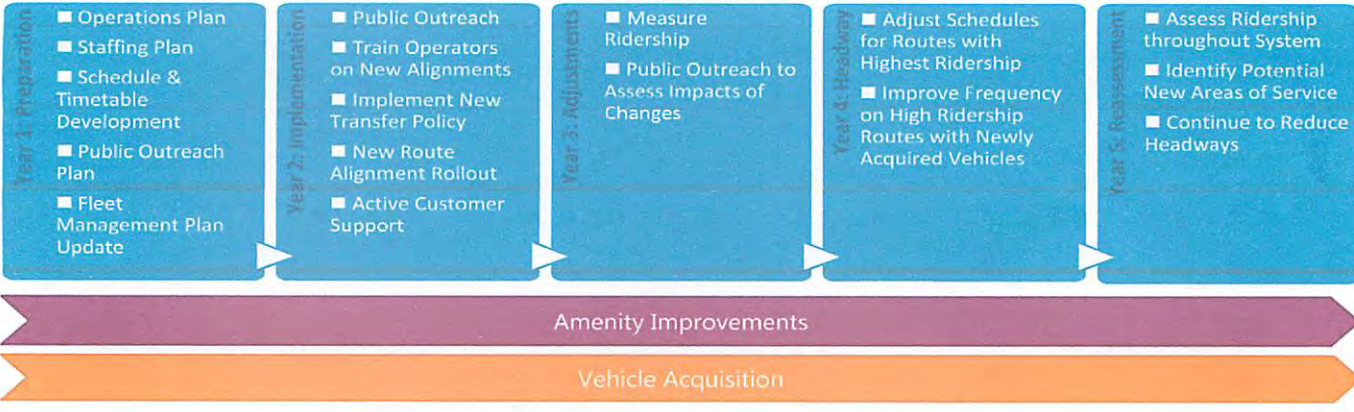 Year 1: Preparation
■ Operations Plan
■ Staffing Plan
■ Schedule &
Timetable
Development
■ Public Outreach
Plan
■ Fleet
Management Plan
Update
Year 2: Implementation
■ Public Outreach
■ Train Operators
on New Alignments
■ Implement New
Transfer Policy
■ New Route
Alignment Rollout
■ Active Customer
Support
Year 3: Adjustments
■ Measure
Ridership
■ Public Outreach to
Assess Impacts of
Changes
Year 4: Headway
■ Adjust Schedules
for Routes with
Highest Ridership
■ Improve Frequency
on High Ridership
Routes with Newly
Acquired Vehicles
Year 5: Reassessment
■ Assess Ridership
throughout System
■ Identify Potential
New Areas of Service
■ Continue to Reduce
Headways
Amenity Improvements
Vehicle Acquisition